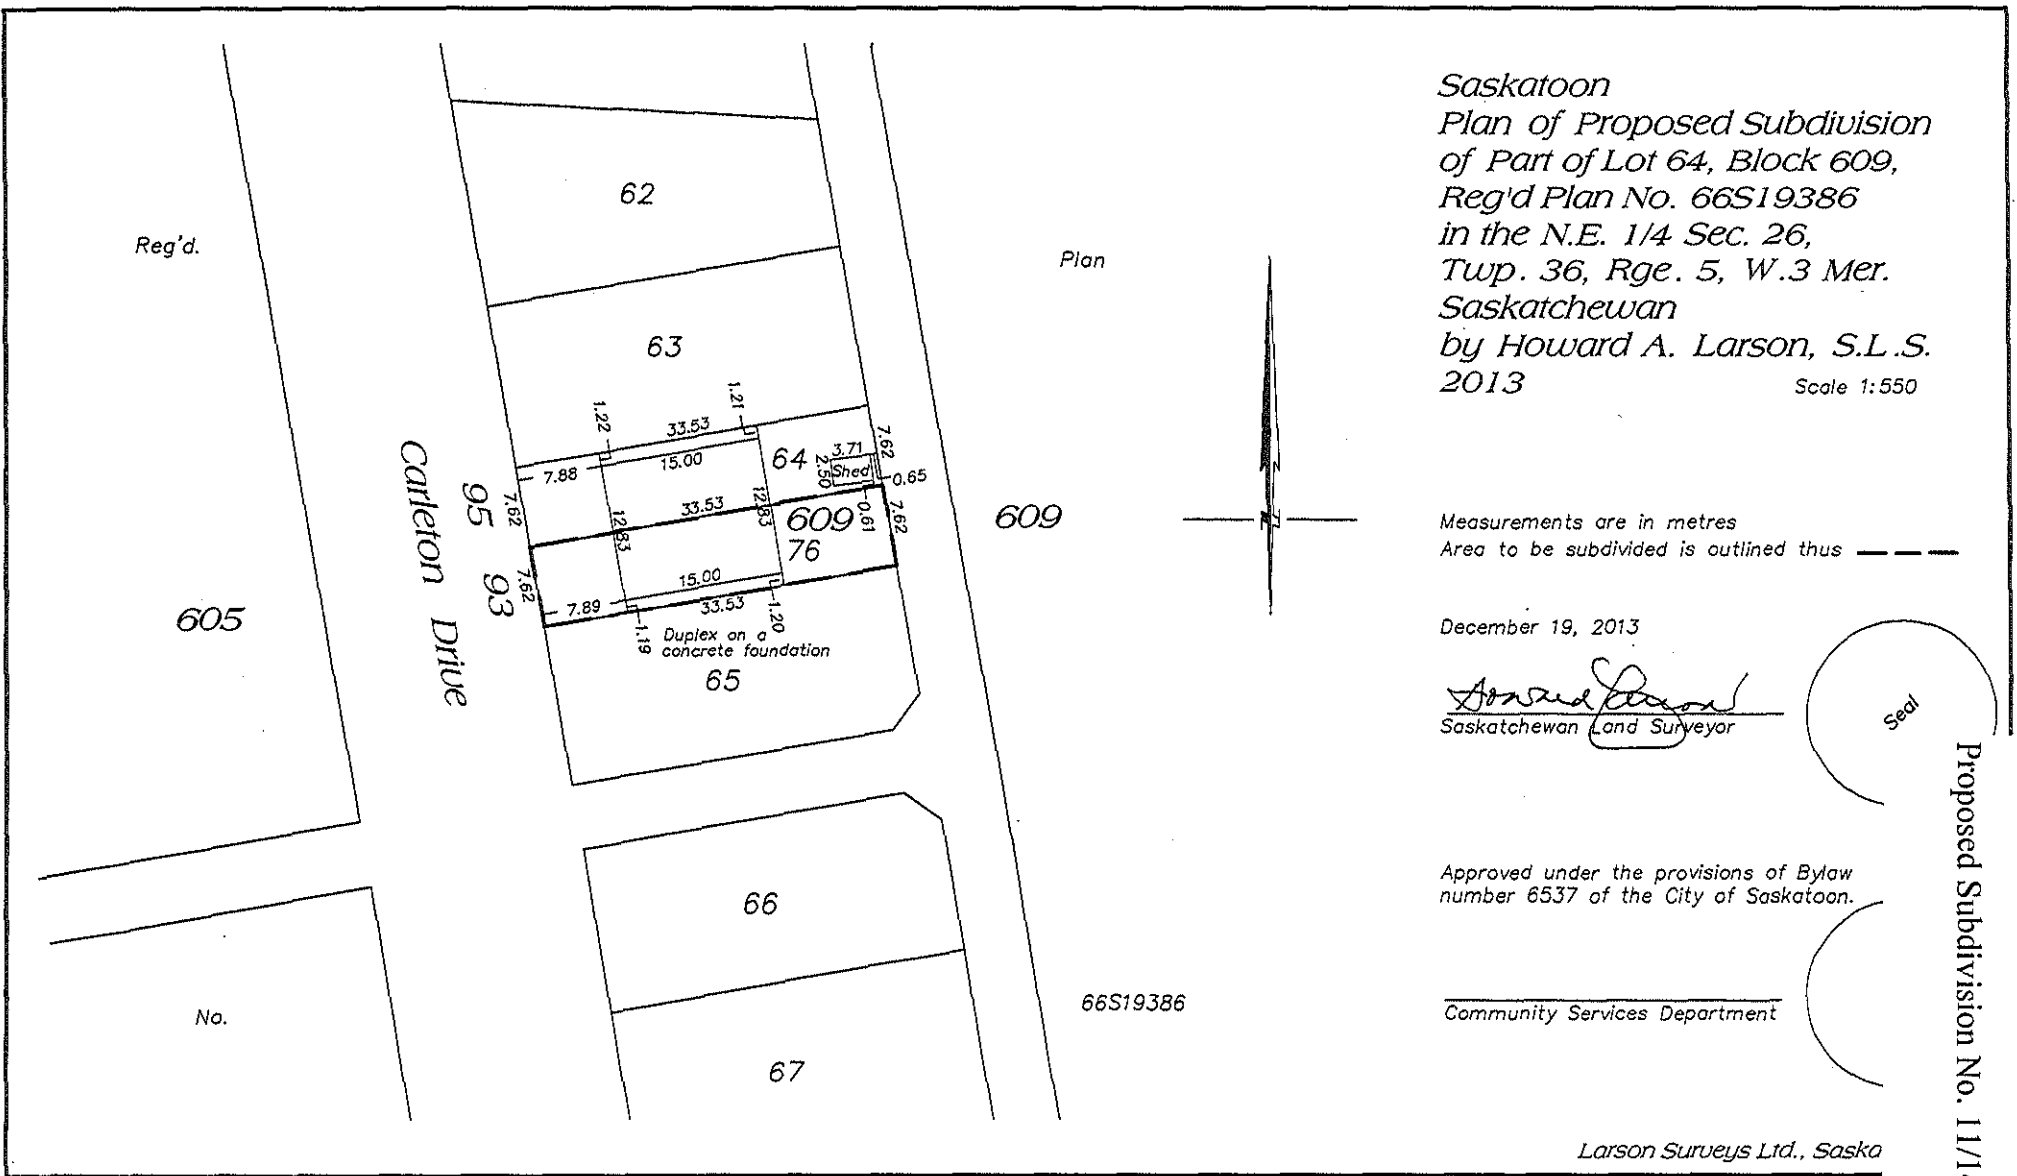 Saskatoon
Plan of Proposed Subdivision
of Part of Lot 64, Block 609,
Reg'd Plan No. 66S19386
in the N.E. 1/4 Sec. 26,
Twp. 36, Rge. 5, W.3 Mer.
Saskatchewan
by Howard A. Larson, S.L.S.
2013
Scale 1:550
Measurements are in metres
Area to be subdivided is outlined thus
December 19, 2013
Saskatchewan Land Surveyor
Seal
Approved under the provisions of Bylaw
number 6537 of the City of Saskatoon.
Community Services Department
Larson Surveys Ltd., Saska
Proposed Subdivision No. 11/1
Reg'd.
Plan
No.
66S19386
605
609
Carleton Drive
95
93
62
63
1.22
1.21
33.53
7.88
15.00
64
3.71
2.50
Shed
7.62
0.65
7.62
12.83
33.53
12.83
609
0.61
7.62
76
7.62
7.89
15.00
33.53
1.19
1.20
Duplex on a
concrete foundation
65
66
67